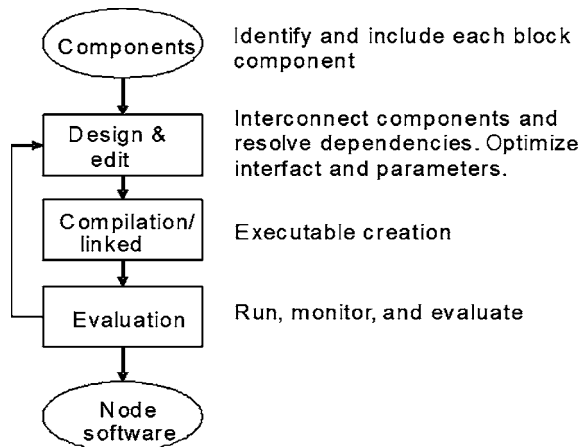 Components
Identify and include each block
component
Design &
edit
Interconnect components and
resolve dependencies. Optimize
interfact and parameters.
Compilation/
linked
Executable creation
Evaluation
Run, monitor, and evaluate
Node
software